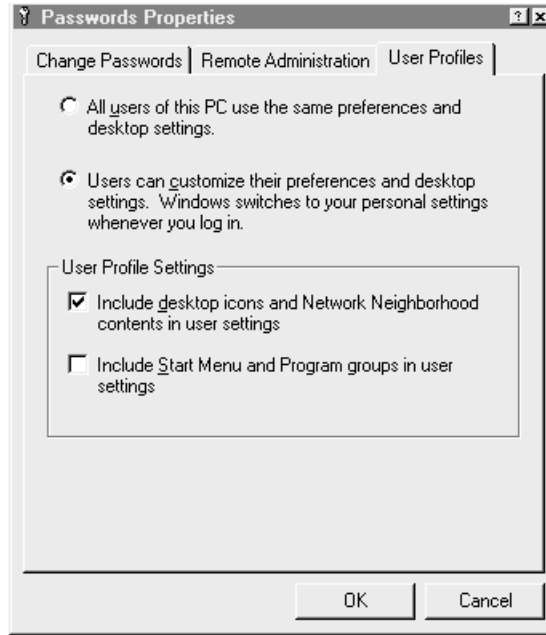 Passwords Properties
Change Passwords Remote Administration User Profiles
All users of this PC use the same preferences and
desktop settings.
Users can customize their preferences and desktop
settings. Windows switches to your personal settings
whenever you log in.
User Profile Settings
Include desktop icons and Network Neighborhood
contents in user settings
Include Start Menu and Program groups in user
settings
OK Cancel